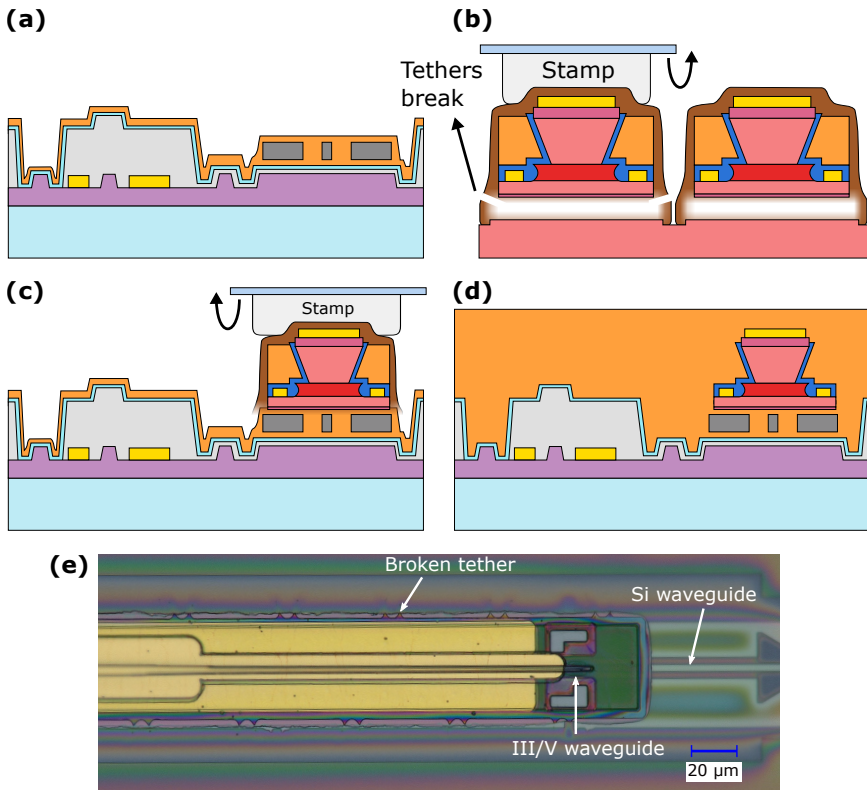 (a)
(b)
Tethers
break
Stamp
(c)
Stamp
(d)
(e)
Broken tether
Si waveguide
III/V waveguide
20 µm